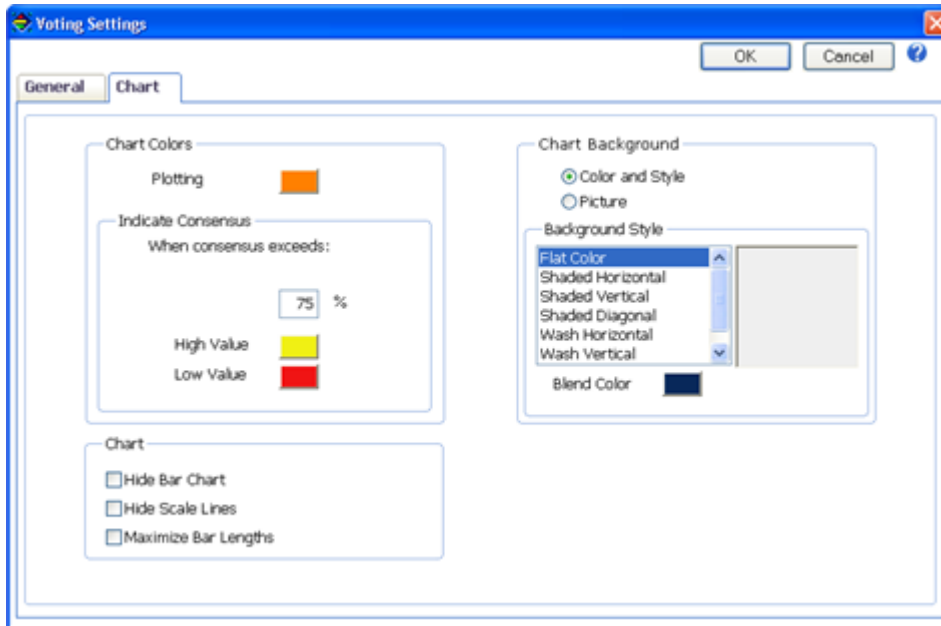 Voting Settings
OK
Cancel
?
General
Chart
Chart Colors
Plotting
Indicate Consensus
When consensus exceeds:
75 %
High Value
Low Value
Chart
Hide Bar Chart
Hide Scale Lines
Maximize Bar Lengths
Chart Background
Color and Style
Picture
Background Style
Flat Color
Shaded Horizontal
Shaded Vertical
Shaded Diagonal
Wash Horizontal
Wash Vertical
Blend Color